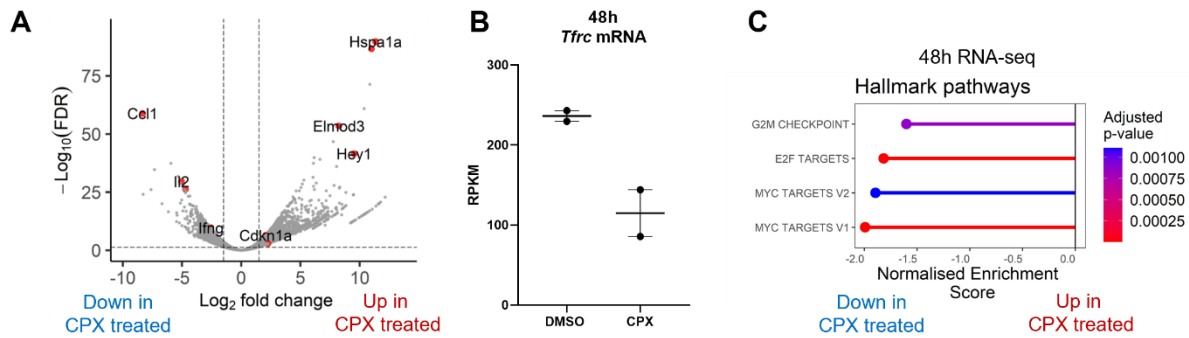 A
−Log10(FDR)
75
50
25
0
Hspa1a
Ccl1
Elmod3
Hey1
Il2
Ifng
Cdkn1a
-10
-5
0
5
10
Log2 fold change
Down in
CPX treated
Up in
CPX treated
B
48h
Tfrc mRNA
RPKM
300
200
100
0
DMSO
CPX
C
48h RNA-seq
Hallmark pathways
G2M CHECKPOINT
E2F TARGETS
MYC TARGETS V2
MYC TARGETS V1
-2.0
-1.5
-1.0
-0.5
0.0
Normalised Enrichment
Score
Down in
CPX treated
Up in
CPX treated
Adjusted
p-value
0.00100
0.00075
0.00050
0.00025